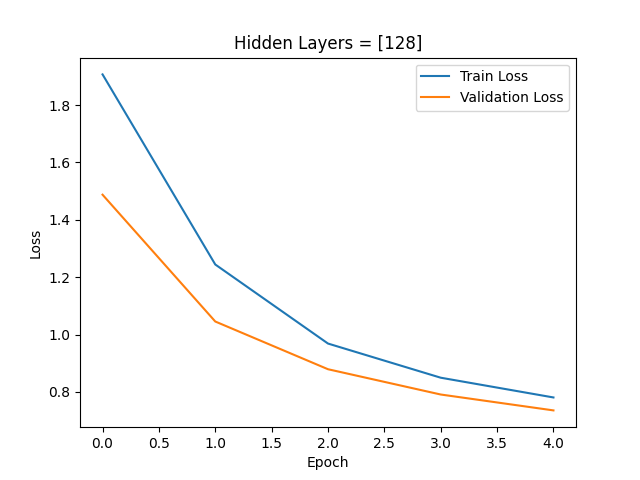 Hidden Layers = [128]
Train Loss
Validation Loss
1.8
1.6
1.4
1.2
1.0
0.8
Loss
0.0 0.5 1.0 1.5 2.0 2.5 3.0 3.5 4.0
Epoch